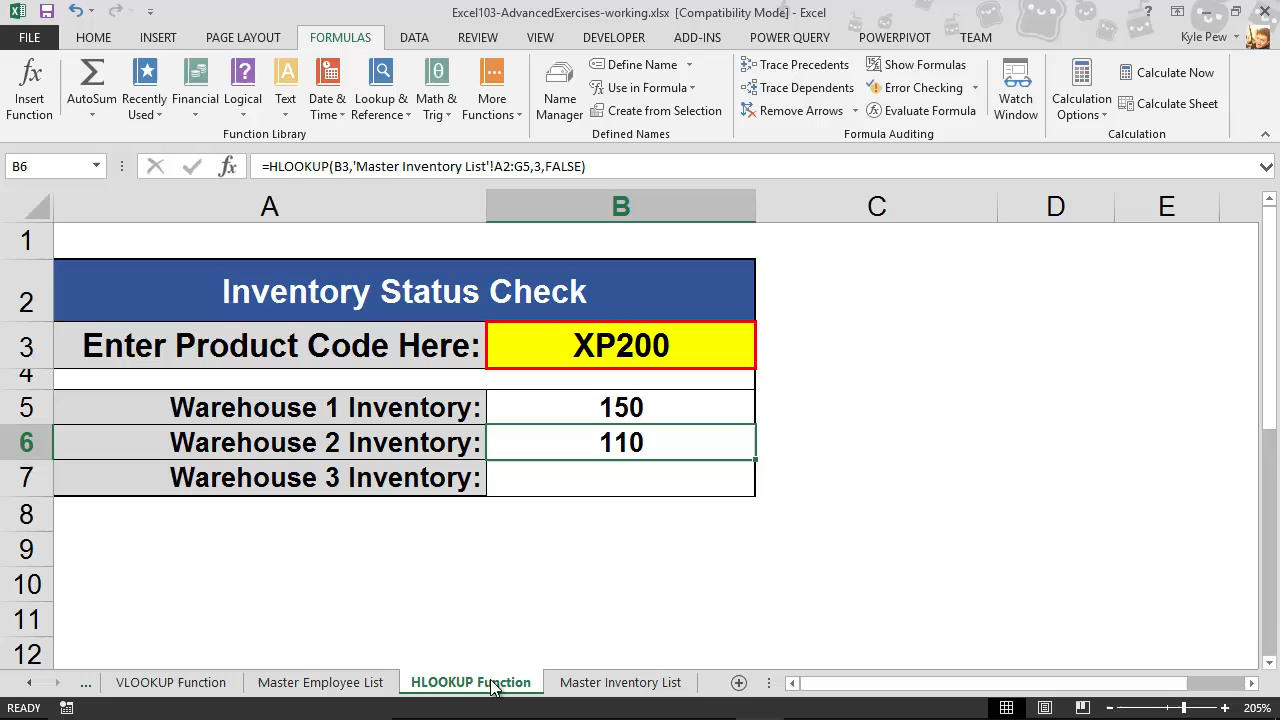 Excel103-AdvancedExercises-working.xlsx [Compatibility Mode] - Excel
FILE HOME INSERT PAGE LAYOUT FORMULAS DATA REVIEW VIEW DEVELOPER ADD-INS POWER QUERY POWERPIVOT TEAM Kyle Pew
Insert Function
AutoSum
Recently Used
Financial
Logical
Text
Date & Time
Lookup & Reference
Math & Trig
More Functions
Function Library
Name Manager
Define Name
Use in Formula
Create from Selection
Defined Names
Trace Precedents
Trace Dependents
Remove Arrows
Show Formulas
Error Checking
Evaluate Formula
Formula Auditing
Watch Window
Calculation Options
Calculate Now
Calculate Sheet
Calculation
B6 fx =HLOOKUP(B3,'Master Inventory List'!A2:G5,3,FALSE)
A B C D E
1
2 Inventory Status Check
3 Enter Product Code Here: XP200
4
5 Warehouse 1 Inventory: 150
6 Warehouse 2 Inventory: 110
7 Warehouse 3 Inventory:
8
9
10
11
12
... VLOOKUP Function Master Employee List HLOOKUP Function Master Inventory List
READY 205%